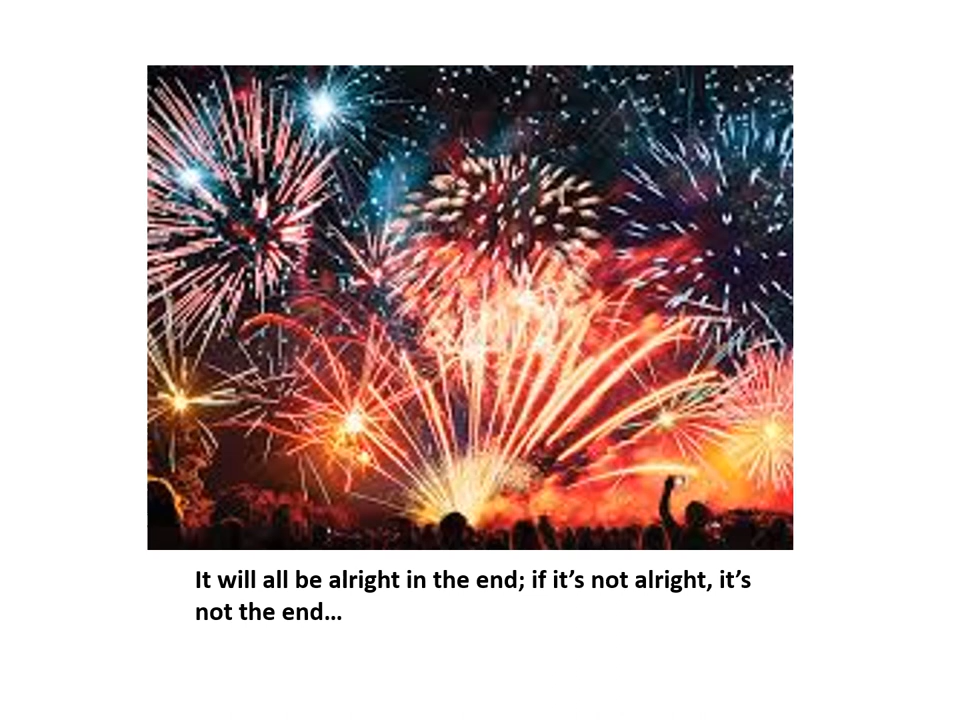 It will all be alright in the end; if it’s not alright, it’s
not the end…